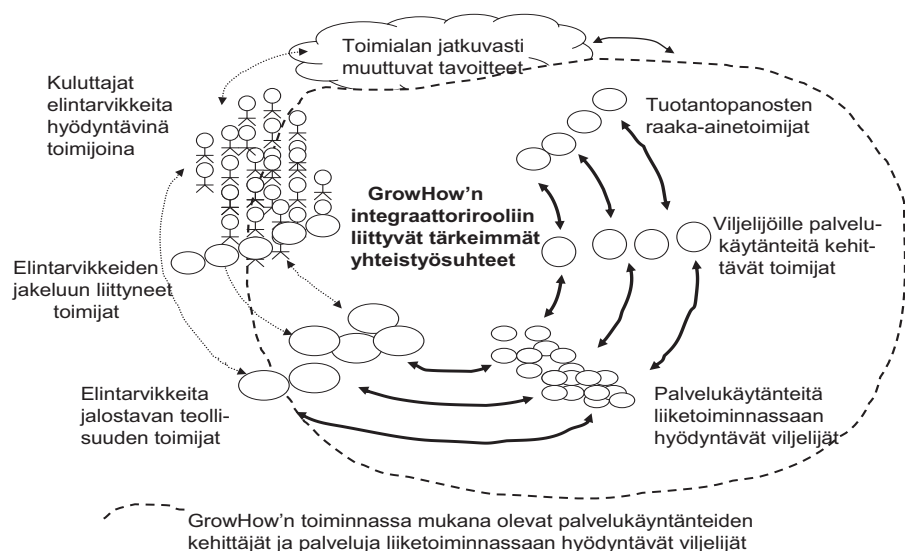 Toimialan jatkuvasti
muuttuvat tavoitteet
Kuluttajat
elintarvikkeita
hyödyntävinä
toimijoina
Tuotantopanosten
raaka-ainetoimijat
GrowHow'n
integraattorirooliin
liittyvät tärkeimmät
yhteistyösuhteet
Viljelijöille palvelu-
käytänteitä kehit-
tävät toimijat
Elintarvikkeiden
jakeluun liittyneet
toimijat
Elintarvikkeita
jalostavan teolli-
suuden toimijat
Palvelukäytänteitä
liiketoiminnassaan
hyödyntävät viljelijät
GrowHow'n toiminnassa mukana olevat palvelukäyntänteiden
kehittäjät ja palveluja liiketoiminnassaan hyödyntävät viljelijät